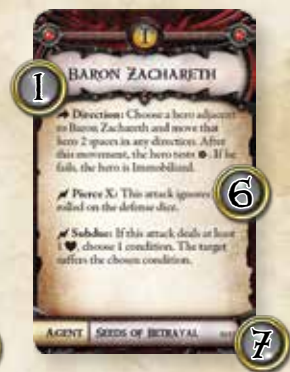 I
1
BARON ZACHARETH
Direction: Choose a hero adjacent
to Baron Zachareth and move that
hero 2 spaces in any direction. After
this movement, the hero tests . If he
fails, the hero is Immobilized.
Pierce X: This attack ignores
rolled on the defense dice.
6
Subdue: If this attack deals at least
1 , choose 1 condition. The target
suffers the chosen condition.
AGENT SEEDS OF BETRAYAL
7